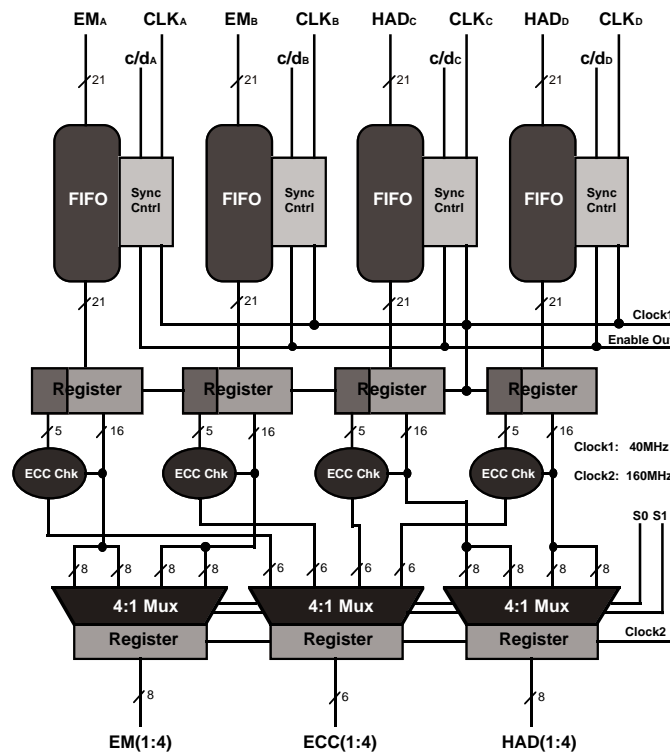 EMA CLKA EMB CLKB HADC CLKC HADD CLKD
c/dA c/dB c/dC c/dD
21 21 21 21
FIFO Sync Cntrl FIFO Sync Cntrl FIFO Sync Cntrl FIFO Sync Cntrl
21 21 21 21
Clock1
Enable Out
Register Register Register Register
5 16 5 16 5 16 5 16
Clock1: 40MHz
ECC Chk ECC Chk ECC Chk ECC Chk
Clock2: 160MHz
S0 S1
8 8 8 8 6 6 6 6 8 8 8 8
4:1 Mux 4:1 Mux 4:1 Mux
Register Register Register
Clock2
8 6 8
EM(1:4) ECC(1:4) HAD(1:4)